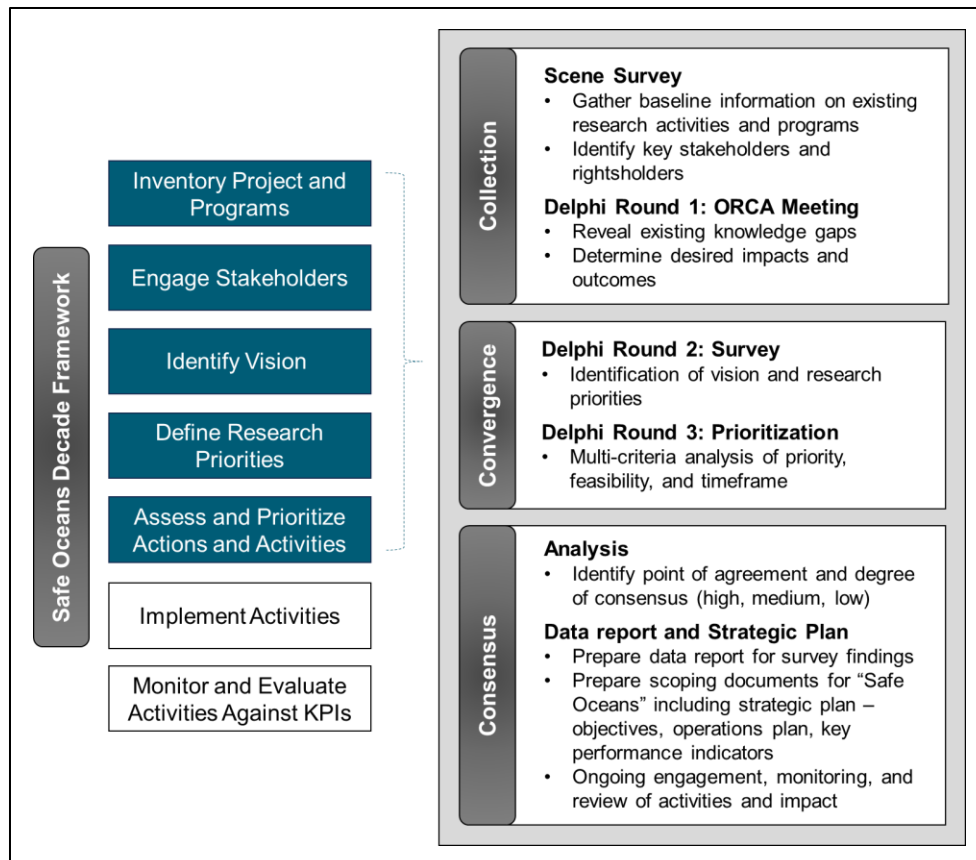 Safe Oceans Decade Framework
Inventory Project and
Programs
Engage Stakeholders
Identify Vision
Define Research
Priorities
Assess and Prioritize
Actions and Activities
Implement Activities
Monitor and Evaluate
Activities Against KPIs
Collection
Scene Survey
• Gather baseline information on existing
research activities and programs
• Identify key stakeholders and
rightsholders
Delphi Round 1: ORCA Meeting
• Reveal existing knowledge gaps
• Determine desired impacts and
outcomes
Convergence
Delphi Round 2: Survey
• Identification of vision and research
priorities
Delphi Round 3: Prioritization
• Multi-criteria analysis of priority,
feasibility, and timeframe
Consensus
Analysis
• Identify point of agreement and degree
of consensus (high, medium, low)
Data report and Strategic Plan
• Prepare data report for survey findings
• Prepare scoping documents for “Safe
Oceans” including strategic plan –
objectives, operations plan, key
performance indicators
• Ongoing engagement, monitoring, and
review of activities and impact